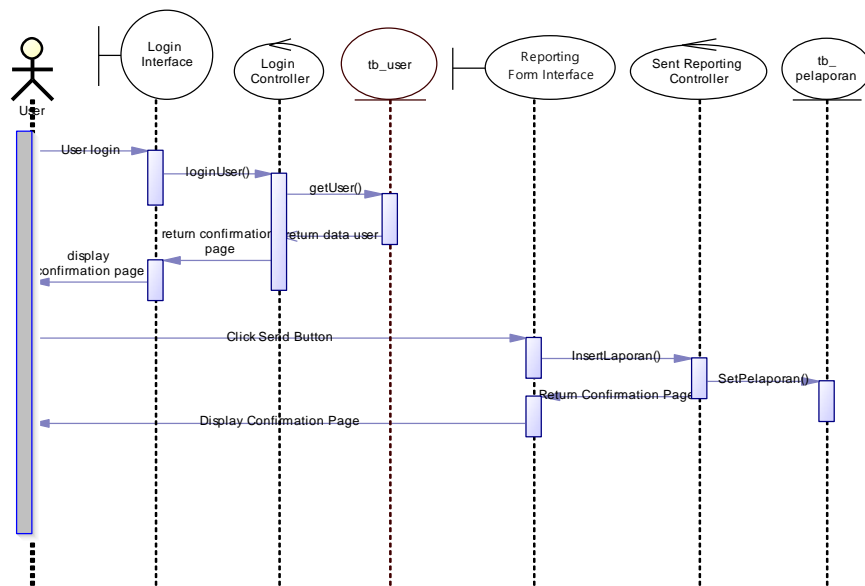 Login
Interface
Login
Controller
tb_user
Reporting
Form Interface
Sent Reporting
Controller
tb_
pelaporan
User
User login
loginUser()
getUser()
return data user
return confirmation
page
display
confirmation page
Click Send Button
InsertLaporan()
SetPelaporan()
Return Confirmation Page
Display Confirmation Page